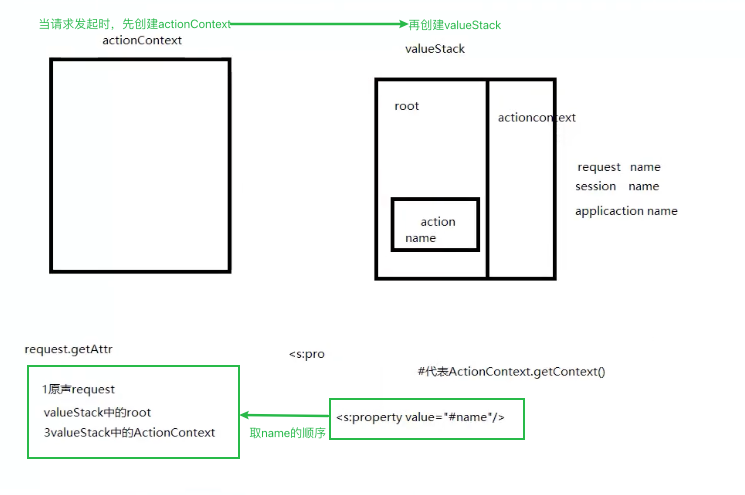 当请求发起时，先创建actionContext
再创建valueStack
actionContext
valueStack
root
actioncontext
request name
session name
applicaction name
action
name
request.getAttr
<s:pro
#代表ActionContext.getContext()
1原声request
valueStack中的root
3valueStack中的ActionContext
取name的顺序
<s:property value="#name"/>